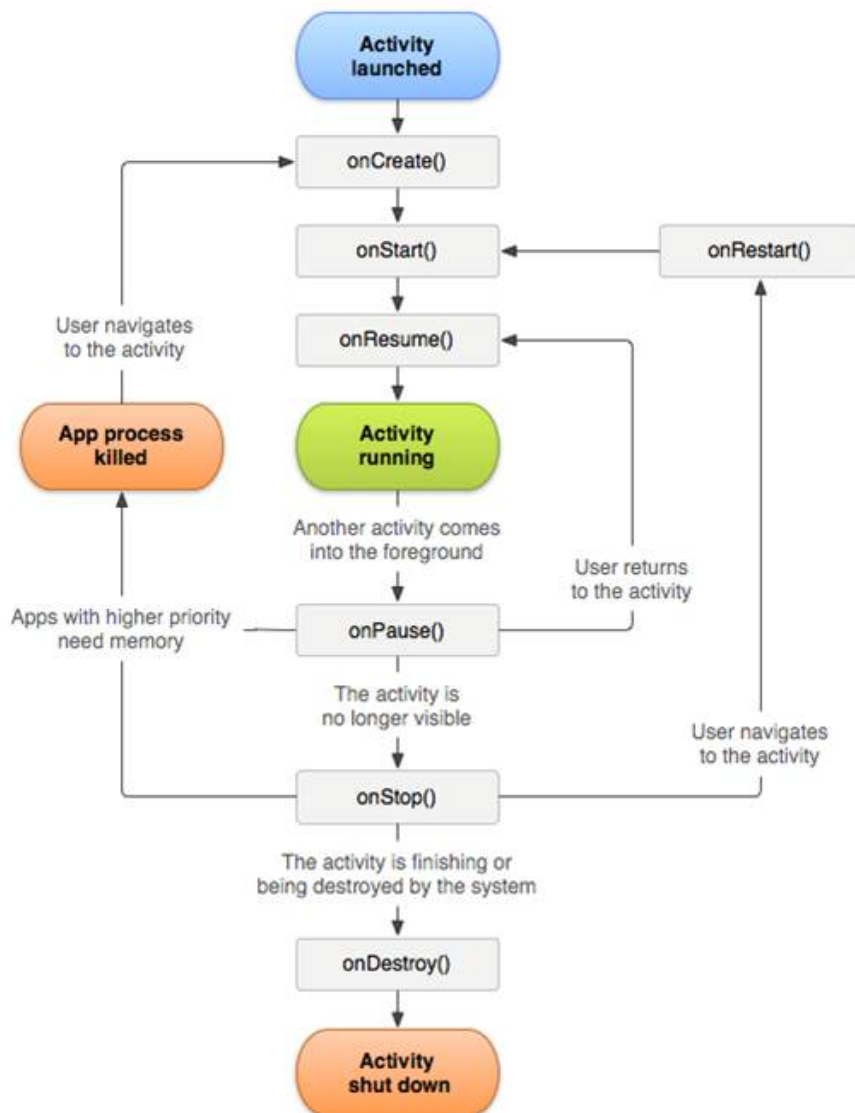 Activity
launched
onCreate()
onStart()
onRestart()
onResume()
User navigates
to the activity
App process
killed
Activity
running
Another activity comes
into the foreground
User returns
to the activity
Apps with higher priority
need memory
onPause()
The activity is
no longer visible
User navigates
to the activity
onStop()
The activity is finishing or
being destroyed by the system
onDestroy()
Activity
shut down